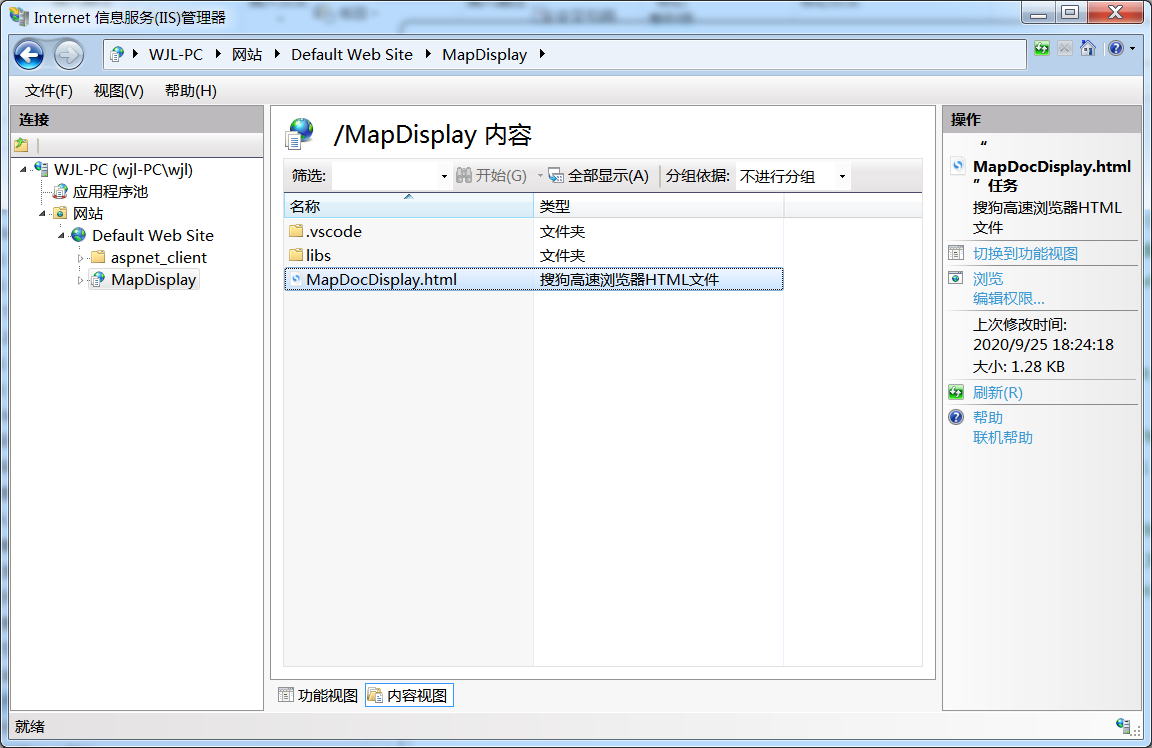 Internet 信息服务(IIS)管理器
WJL-PC 网站 Default Web Site MapDisplay
文件(F) 视图(V) 帮助(H)
连接
WJL-PC (wjl-PC\wjl)
应用程序池
网站
Default Web Site
aspnet_client
MapDisplay
/MapDisplay 内容
筛选: 开始(G) 全部显示(A) 分组依据: 不进行分组
名称 类型
.vscode 文件夹
libs 文件夹
MapDocDisplay.html 搜狗高速浏览器HTML文件
功能视图 内容视图
操作
“
MapDocDisplay.html
”任务
搜狗高速浏览器HTML
文件
切换到功能视图
浏览
编辑权限...
上次修改时间:
2020/9/25 18:24:18
大小: 1.28 KB
刷新(R)
帮助
联机帮助
就绪